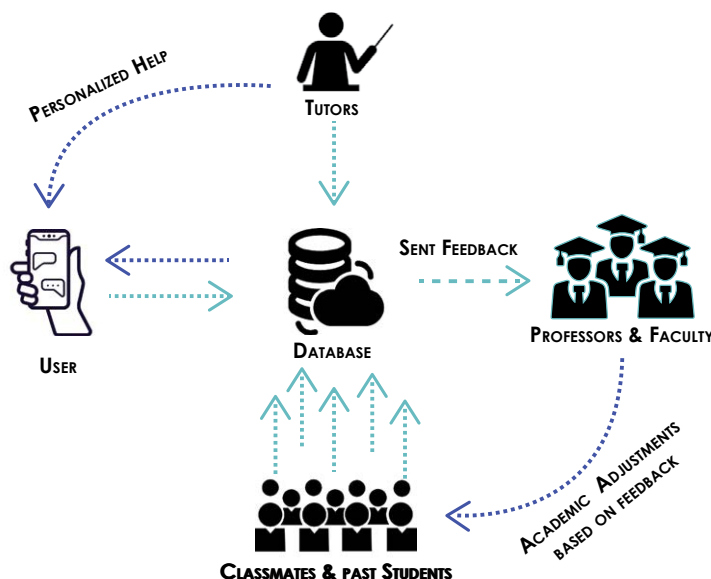 Personalized Help
Tutors
Sent Feedback
User
Database
Professors & Faculty
Academic Adjustments
based on feedback
Classmates & past Students